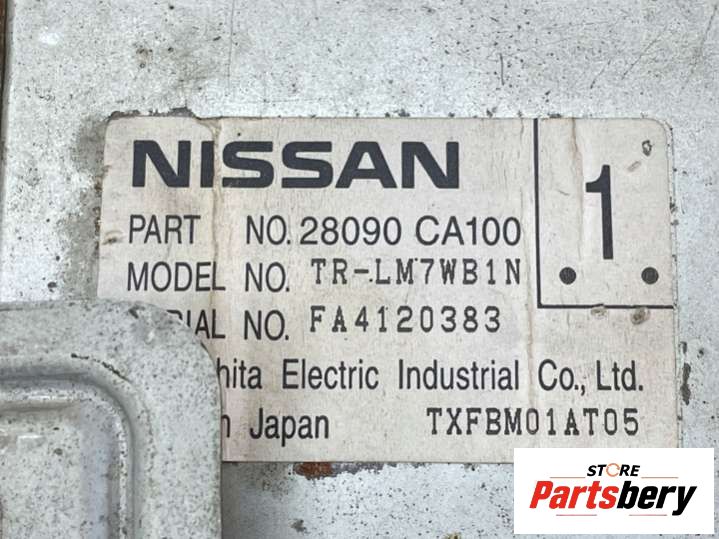 NISSAN
1
PART NO. 28090 CA100
MODEL NO. TR-LM7WB1N
IAL NO. FA4120383
hita Electric Industrial Co., Ltd.
n Japan TXFBM01AT05
STORE
Partsbery